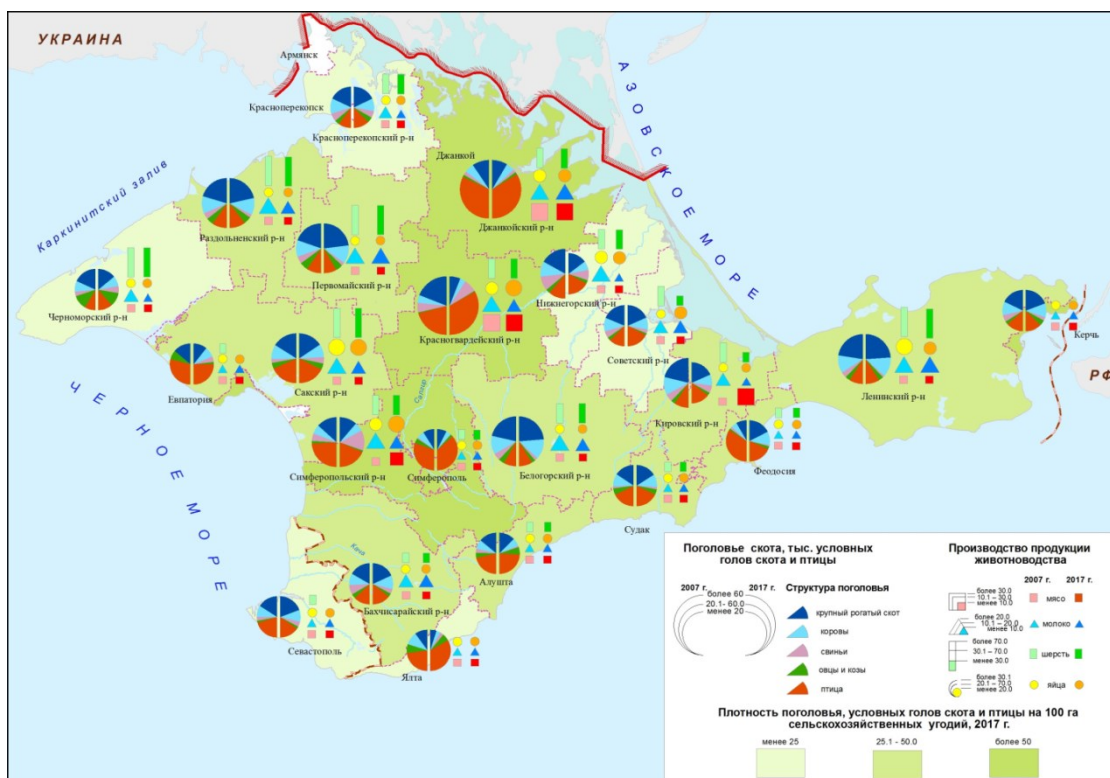 УКРАИНА
Армянск
Красноперекопск
Красноперекопский р-н
АЗОВСКОЕ МОРЕ
Каркинитский залив
Джанкой
Джанкойский р-н
Раздольненский р-н
Первомайский р-н
Черноморский р-н
Красногвардейский р-н
Нижнегорский р-н
Советский р-н
Керчь
РФ
Ленинский р-н
Кировский р-н
Евпатория
Сакский р-н
Салгир
ЧЕРНОЕ МОРЕ
Симферопольский р-н
Симферополь
Белогорский р-н
Феодосия
Судак
Кача
Алушта
Бахчисарайский р-н
Севастополь
Ялта
Поголовье скота, тыс. условных
голов скота и птицы
2007 г.
2017 г.
более 60
20.1- 60.0
менее 20
Структура поголовья
крупный рогатый скот
коровы
свиньи
овцы и козы
птица
Производство продукции
животноводства
2007 г. 2017 г.
более 30.0
10.1 – 30.0
менее 10.0
мясо
более 20.0
10.1 – 20.0
менее 10.0
молоко
более 70.0
30.1 – 70.0
менее 30.0
шерсть
более 30.1
20.1 – 70.0
менее 20.0
яйца
Плотность поголовья, условных голов скота и птицы на 100 га
сельскохозяйственных угодий, 2017 г.
менее 25
25.1 - 50.0
более 50